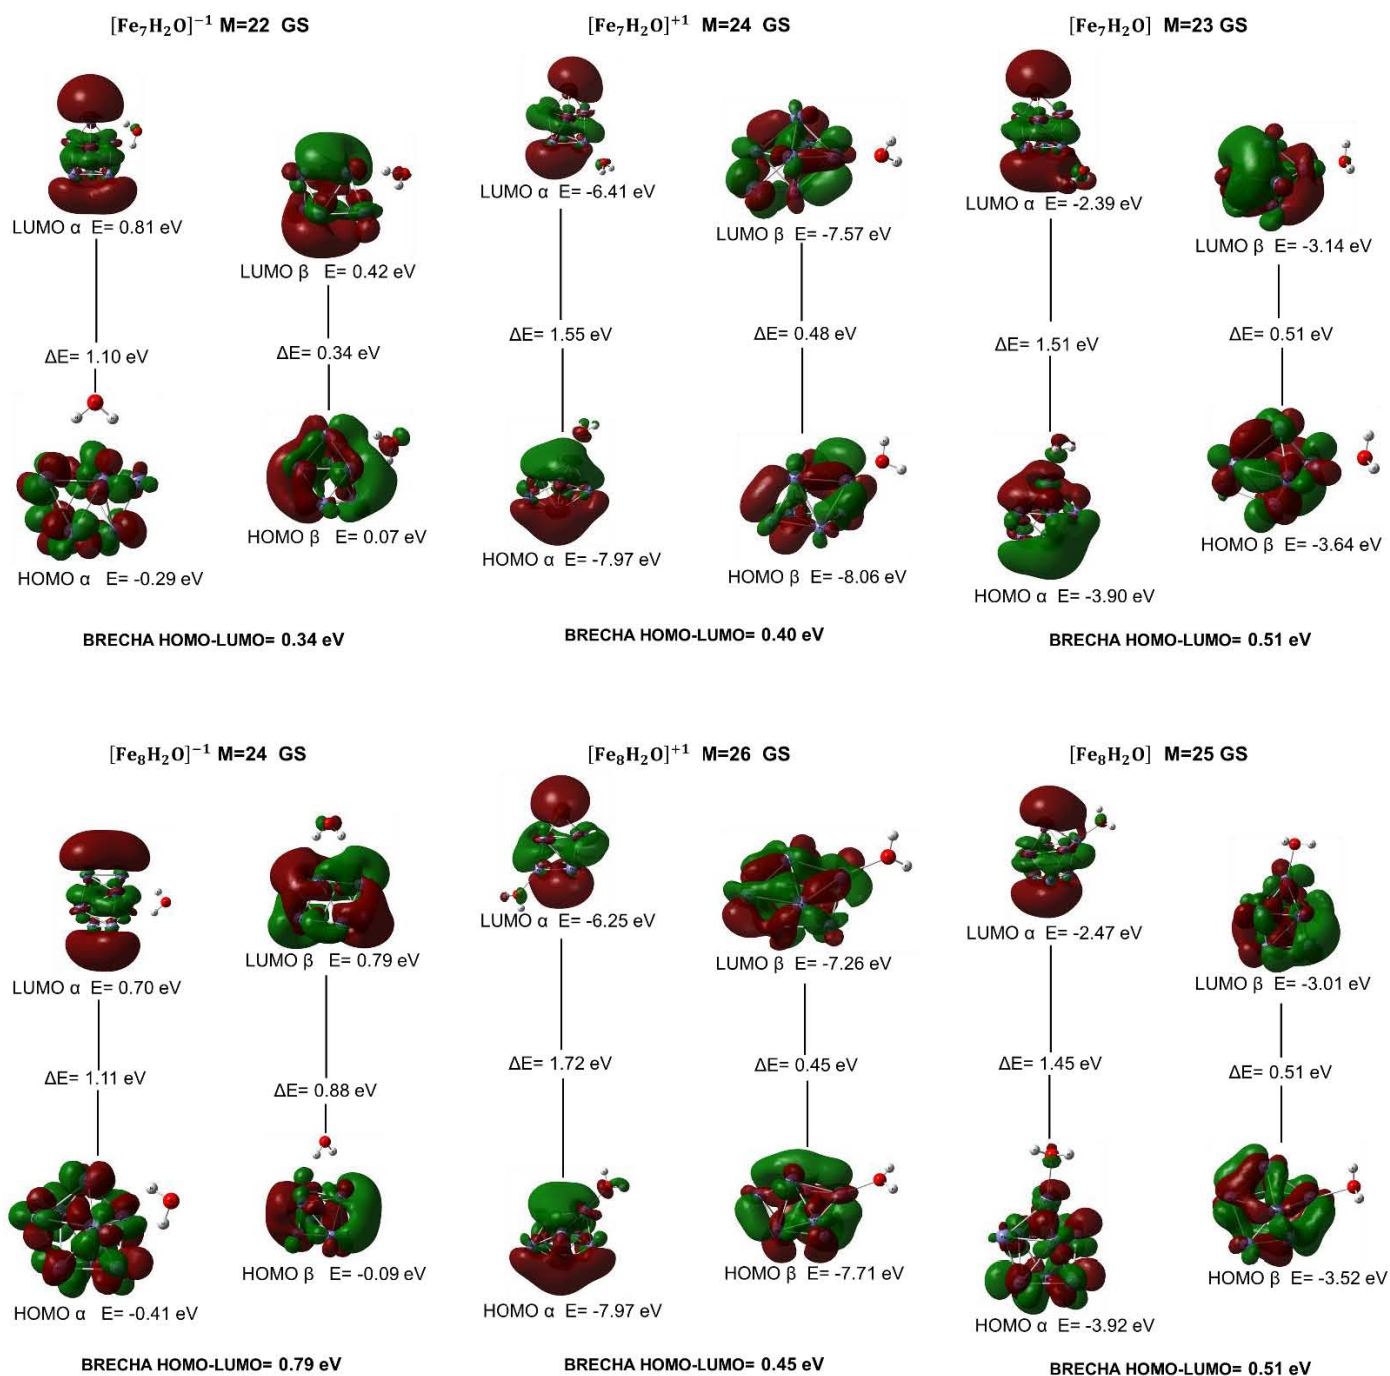 [Fe₇H₂O]⁻¹ M=22 GS
LUMO α E= 0.81 eV
LUMO β E= 0.42 eV
ΔE= 1.10 eV
ΔE= 0.34 eV
HOMO β E= 0.07 eV
HOMO α E= -0.29 eV
BRECHA HOMO-LUMO= 0.34 eV
[Fe₇H₂O]⁺¹ M=24 GS
LUMO α E= -6.41 eV
LUMO β E= -7.57 eV
ΔE= 1.55 eV
ΔE= 0.48 eV
HOMO α E= -7.97 eV
HOMO β E= -8.06 eV
BRECHA HOMO-LUMO= 0.40 eV
[Fe₇H₂O] M=23 GS
LUMO α E= -2.39 eV
LUMO β E= -3.14 eV
ΔE= 1.51 eV
ΔE= 0.51 eV
HOMO β E= -3.64 eV
HOMO α E= -3.90 eV
BRECHA HOMO-LUMO= 0.51 eV
[Fe₈H₂O]⁻¹ M=24 GS
LUMO β E= 0.79 eV
LUMO α E= 0.70 eV
ΔE= 1.11 eV
ΔE= 0.88 eV
HOMO β E= -0.09 eV
HOMO α E= -0.41 eV
BRECHA HOMO-LUMO= 0.79 eV
[Fe₈H₂O]⁺¹ M=26 GS
LUMO α E= -6.25 eV
LUMO β E= -7.26 eV
ΔE= 1.72 eV
ΔE= 0.45 eV
HOMO β E= -7.71 eV
HOMO α E= -7.97 eV
BRECHA HOMO-LUMO= 0.45 eV
[Fe₈H₂O] M=25 GS
LUMO α E= -2.47 eV
LUMO β E= -3.01 eV
ΔE= 1.45 eV
ΔE= 0.51 eV
HOMO β E= -3.52 eV
HOMO α E= -3.92 eV
BRECHA HOMO-LUMO= 0.51 eV